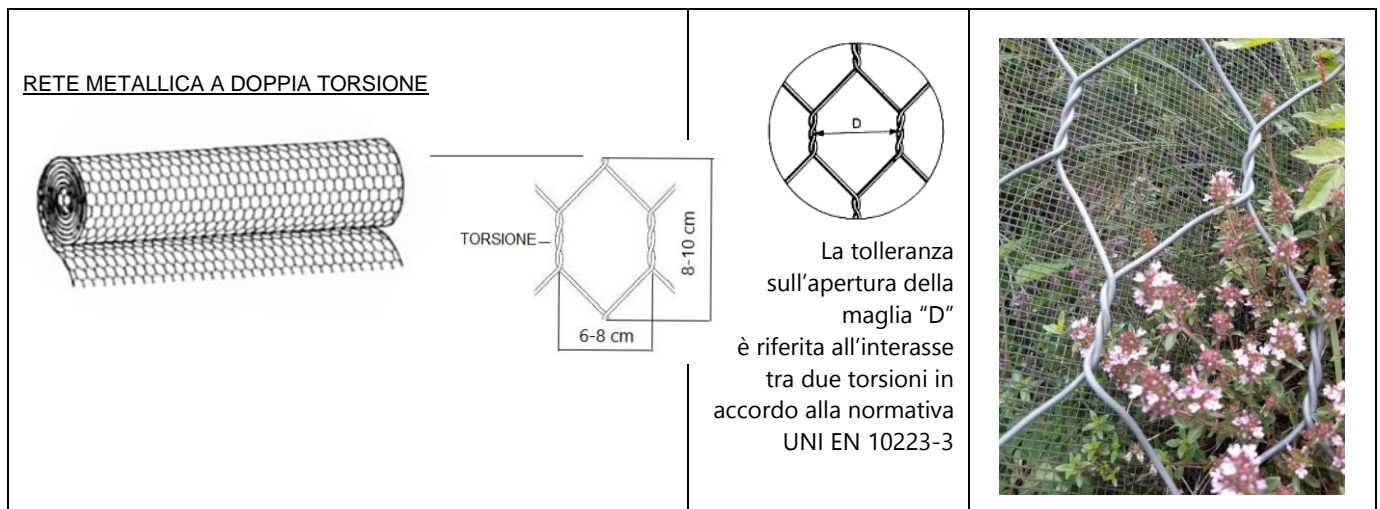 RETE METALLICA A DOPPIA TORSIONE
TORSIONE
8-10 cm
6-8 cm
D
La tolleranza
sull'apertura della
maglia "D"
è riferita all'interasse
tra due torsioni in
accordo alla normativa
UNI EN 10223-3